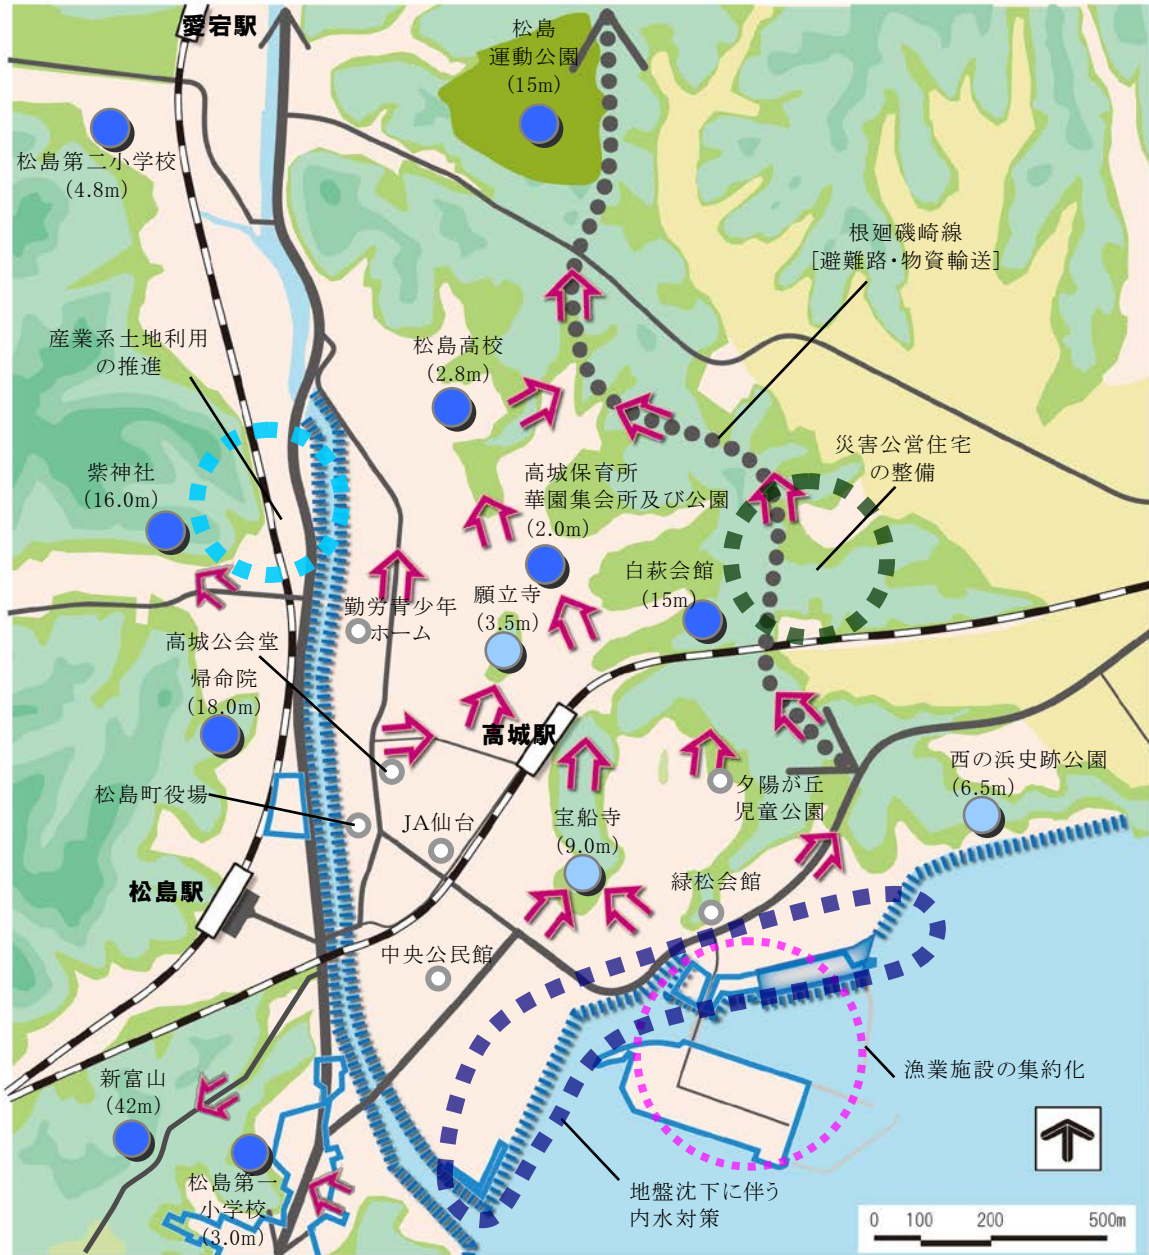 愛宕駅
松島
運動公園
(15m)
松島第二小学校
(4.8m)
根廻磯崎線
[避難路・物資輸送]
産業系土地利用
の推進
松島高校
(2.8m)
災害公営住宅
の整備
紫神社
(16.0m)
高城保育所
華園集会所及び公園
(2.0m)
白萩会館
(15m)
願立寺
(3.5m)
勤労青少年
ホーム
高城公会堂
帰命院
(18.0m)
高城駅
西の浜史跡公園
(6.5m)
夕陽が丘
児童公園
松島町役場
JA仙台
宝船寺
(9.0m)
緑松会館
松島駅
中央公民館
漁業施設の集約化
新富山
(42m)
松島第一
小学校
(3.0m)
地盤沈下に伴う
内水対策
0 100 200 500m